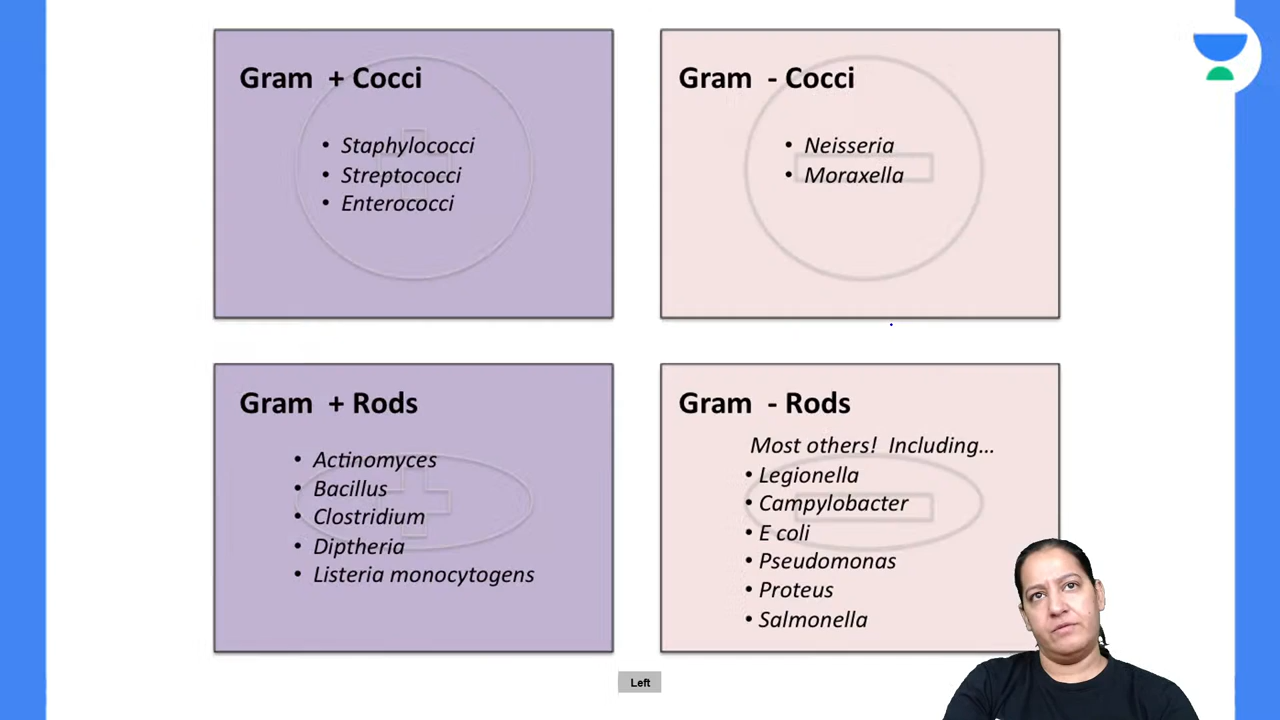 Gram + Cocci
• Staphylococci
• Streptococci
• Enterococci
Gram - Cocci
• Neisseria
• Moraxella
Gram + Rods
• Actinomyces
• Bacillus
• Clostridium
• Diptheria
• Listeria monocytogens
Gram - Rods
Most others! Including...
• Legionella
• Campylobacter
• E coli
• Pseudomonas
• Proteus
• Salmonella
Left